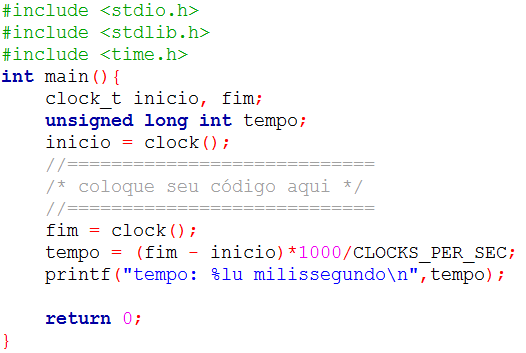 #include <stdio.h>
#include <stdlib.h>
#include <time.h>
int main(){
    clock_t inicio, fim;
    unsigned long int tempo;
    inicio = clock();
    //============================
    /* coloque seu código aqui */
    //============================
    fim = clock();
    tempo = (fim - inicio)*1000/CLOCKS_PER_SEC;
    printf("tempo: %lu milissegundo\n",tempo);
    return 0;
}